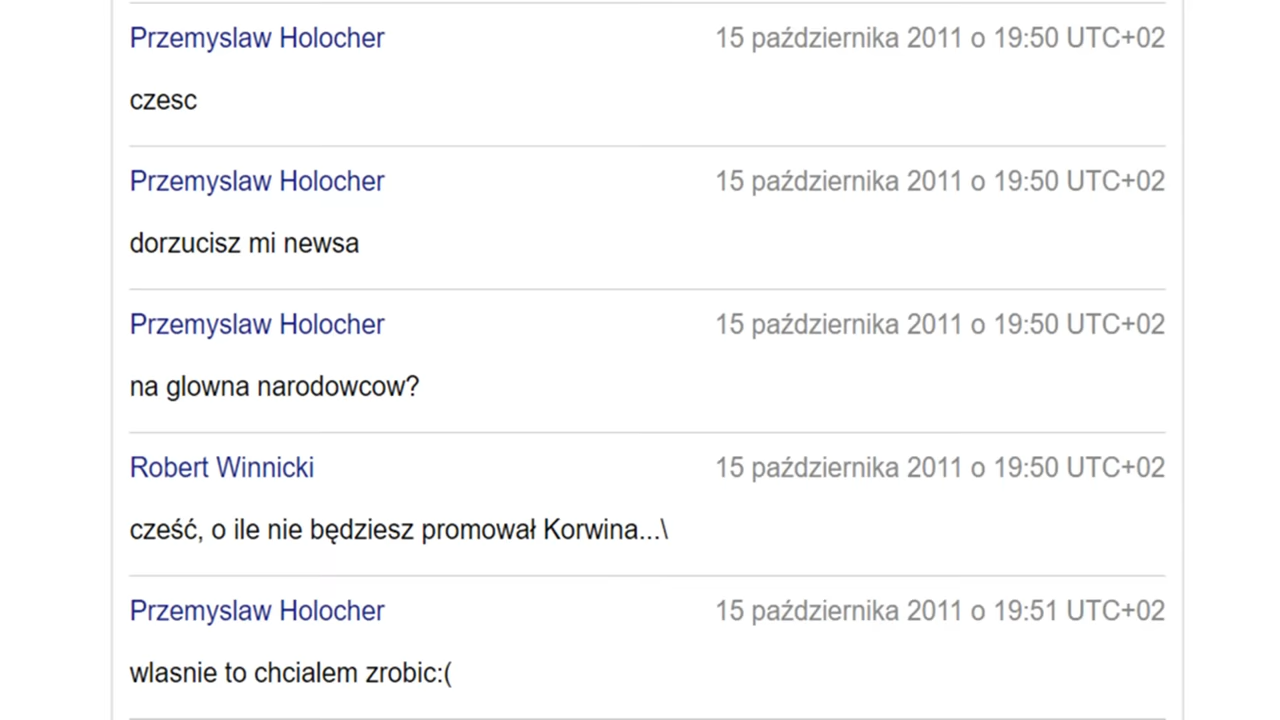 Przemyslaw Holocher 15 października 2011 o 19:50 UTC+02
czesc
Przemyslaw Holocher 15 października 2011 o 19:50 UTC+02
dorzucisz mi newsa
Przemyslaw Holocher 15 października 2011 o 19:50 UTC+02
na glowna narodowcow?
Robert Winnicki 15 października 2011 o 19:50 UTC+02
cześć, o ile nie będziesz promował Korwina...\
Przemyslaw Holocher 15 października 2011 o 19:51 UTC+02
wlasnie to chcialem zrobic:(